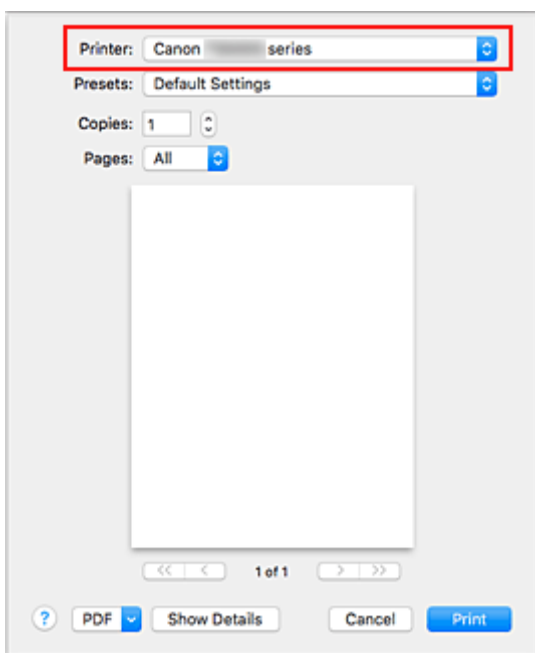 Printer: Canon series
Presets: Default Settings
Copies: 1
Pages: All
<< < 1 of 1 > >>
? PDF Show Details Cancel Print